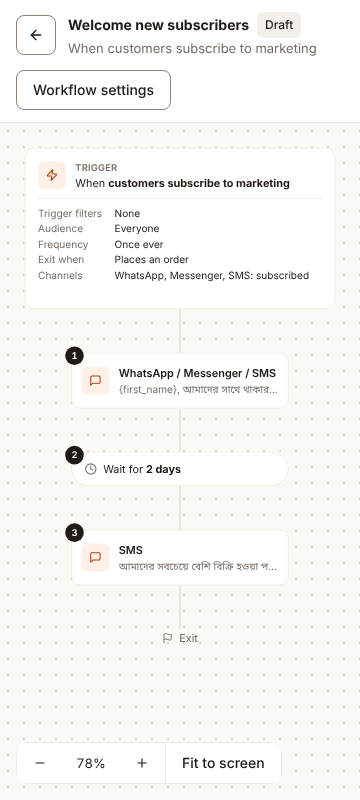 Welcome new subscribers Draft
When customers subscribe to marketing
Workflow settings
TRIGGER
When customers subscribe to marketing
Trigger filters None
Audience Everyone
Frequency Once ever
Exit when Places an order
Channels WhatsApp, Messenger, SMS: subscribed
1
WhatsApp / Messenger / SMS
{first_name}, আমাদের সাথে থাকার...
2
Wait for 2 days
3
SMS
আমাদের সবচেয়ে বেশি বিক্রি হওয়া প...
Exit
78%
Fit to screen